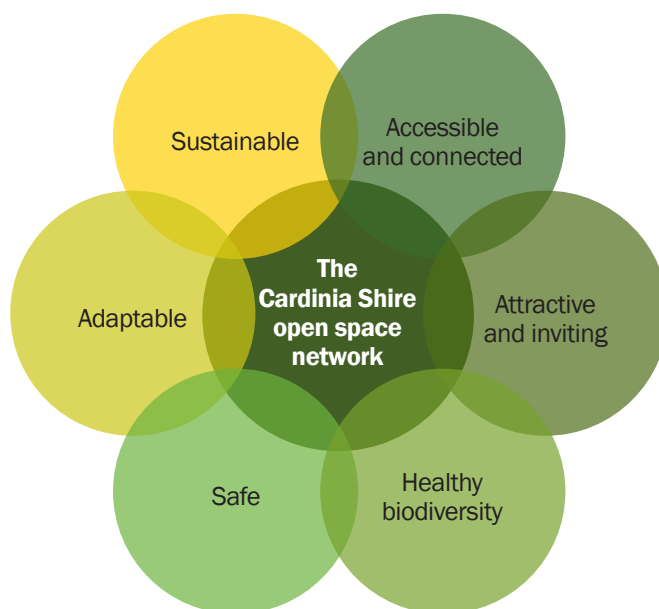 Sustainable
Accessible
and connected
The
Cardinia Shire
open space
network
Adaptable
Attractive
and inviting
Safe
Healthy
biodiversity